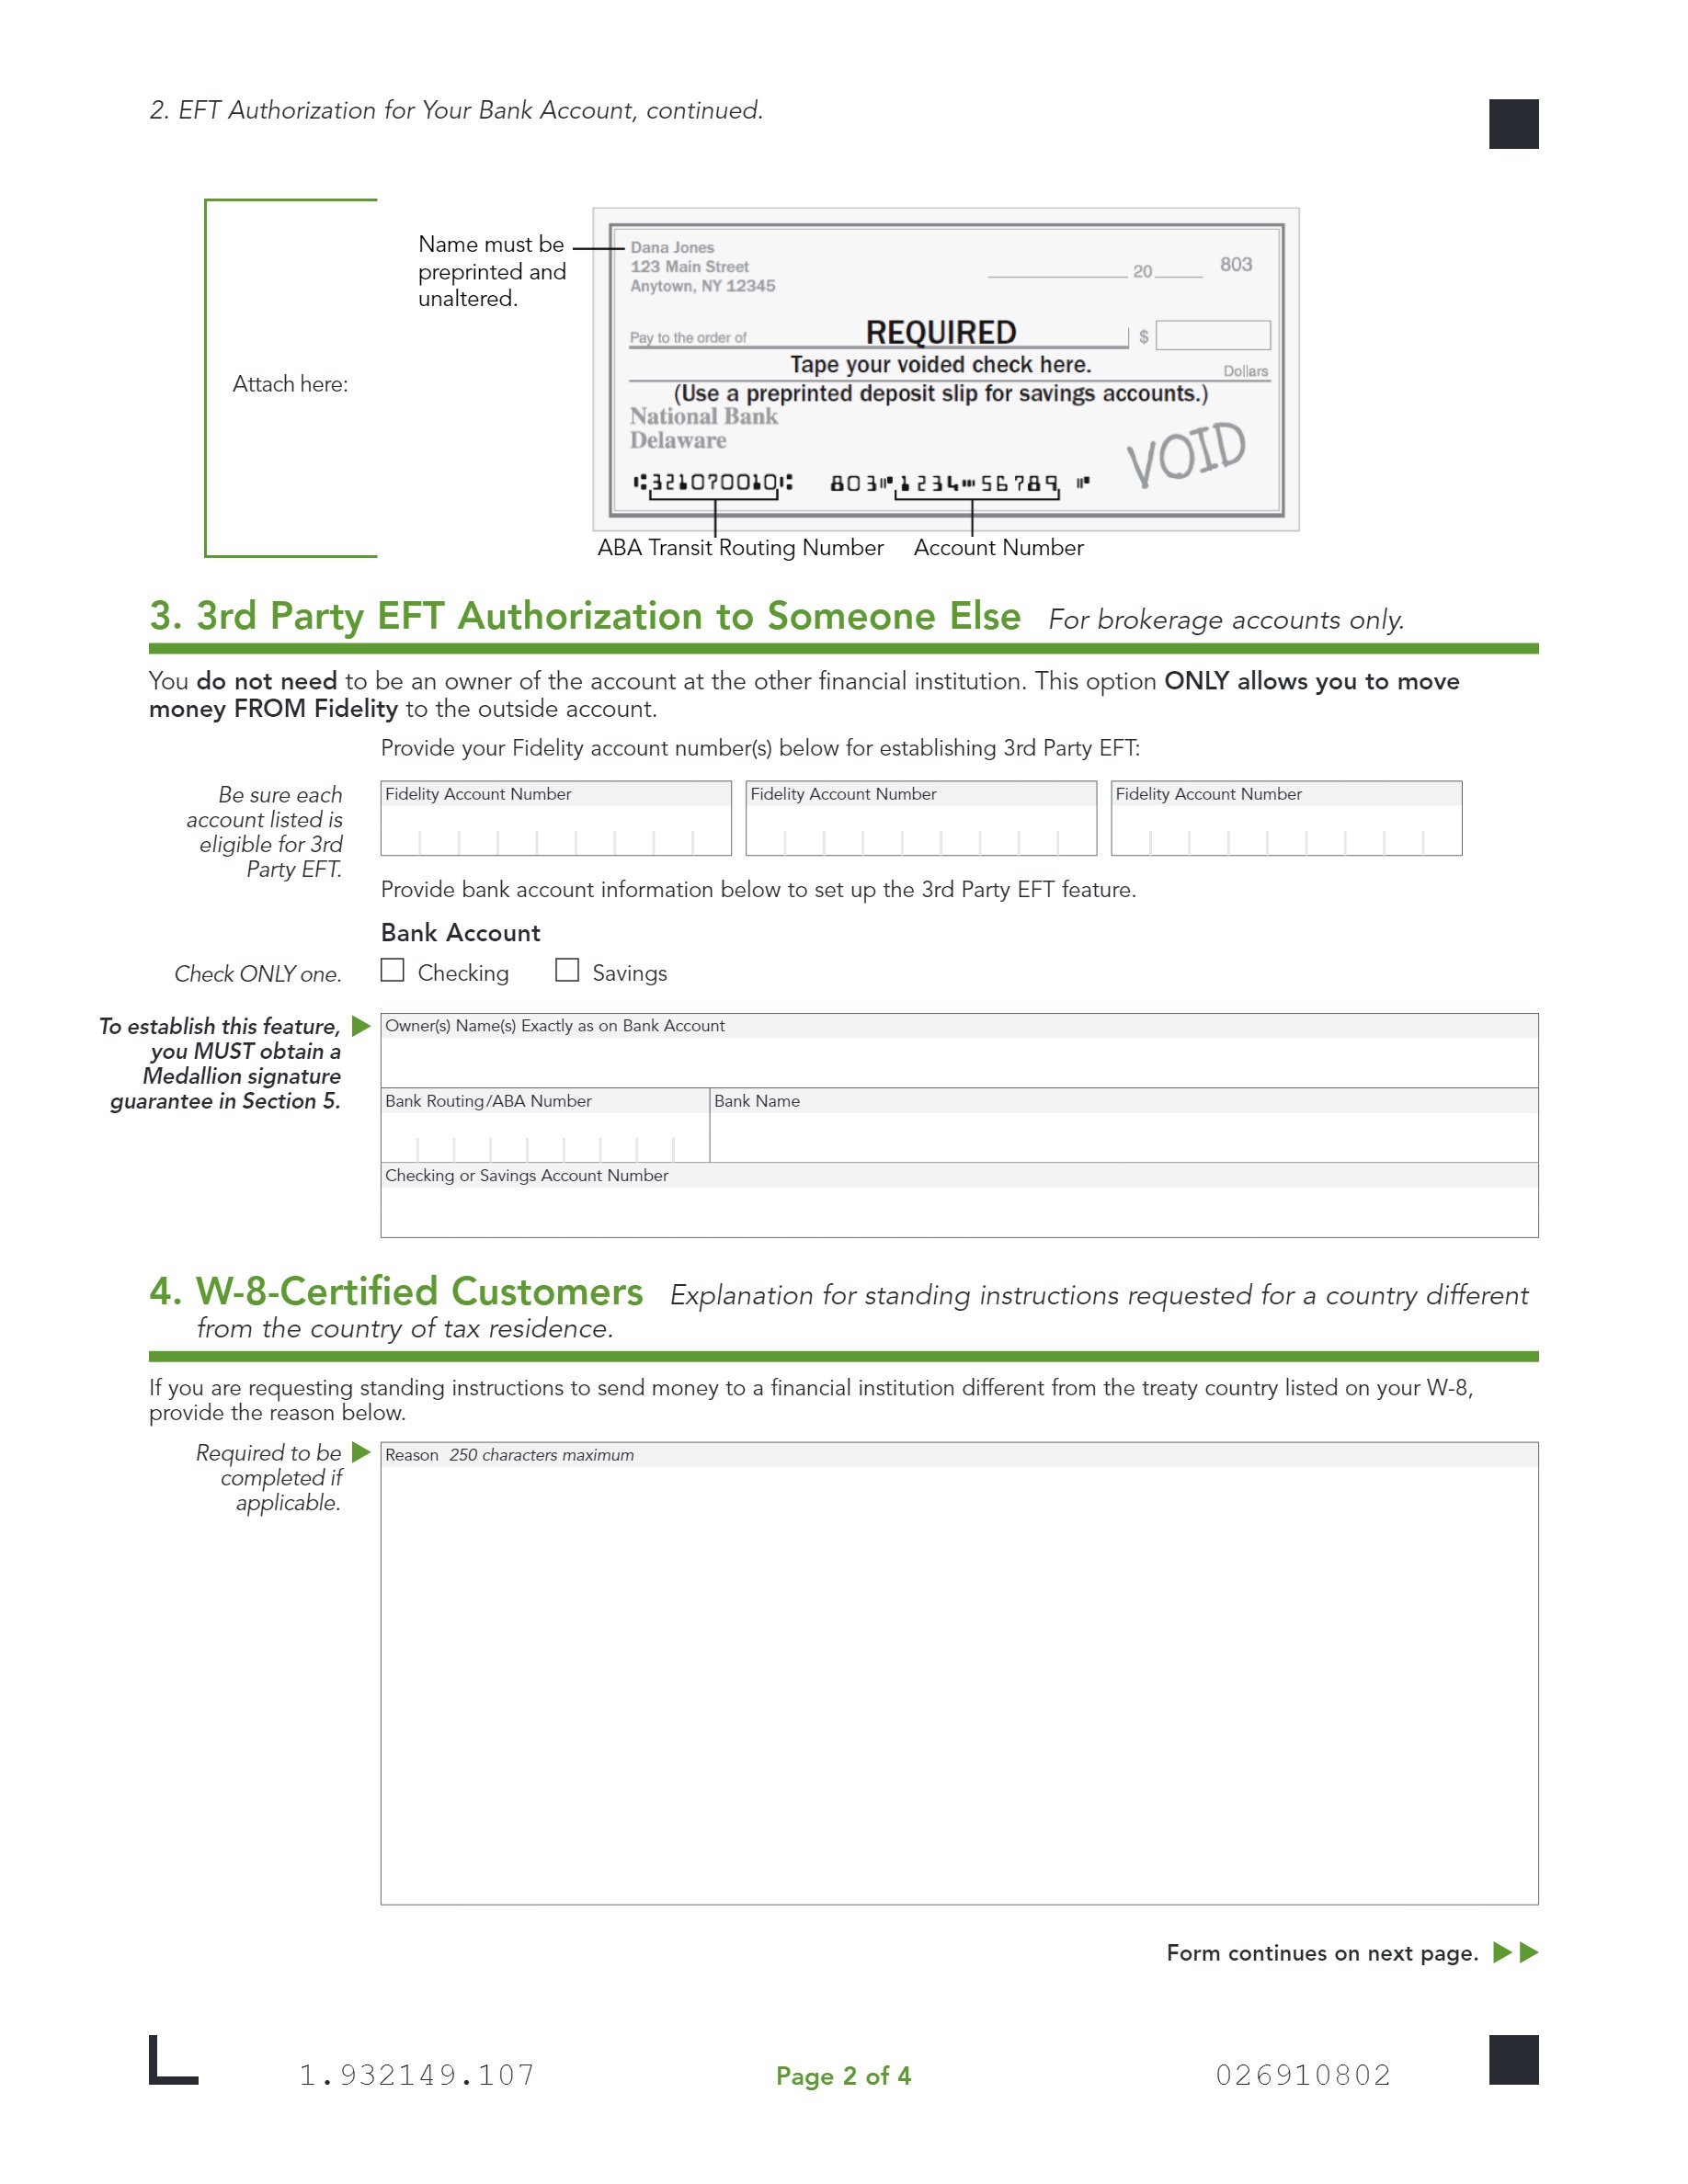 2. EFT Authorization for Your Bank Account, continued.
Attach here:
Name must be
preprinted and
unaltered.
Dana Jones
123 Main Street
Anytown, NY 12345
20
803
Pay to the order of
REQUIRED
$
Tape your voided check here.
Dollars
(Use a preprinted deposit slip for savings accounts.)
National Bank
Delaware
VOID
⑆321070010⑆ 803⑈1234⑉56789 ⑈
ABA Transit Routing Number Account Number
3. 3rd Party EFT Authorization to Someone Else For brokerage accounts only.
You do not need to be an owner of the account at the other financial institution. This option ONLY allows you to move
money FROM Fidelity to the outside account.
Provide your Fidelity account number(s) below for establishing 3rd Party EFT:
Be sure each
account listed is
eligible for 3rd
Party EFT.
Fidelity Account Number Fidelity Account Number Fidelity Account Number
Provide bank account information below to set up the 3rd Party EFT feature.
Bank Account
Check ONLY one.
Checking Savings
To establish this feature,
you MUST obtain a
Medallion signature
guarantee in Section 5.
Owner(s) Name(s) Exactly as on Bank Account
Bank Routing/ABA Number Bank Name
Checking or Savings Account Number
4. W-8-Certified Customers Explanation for standing instructions requested for a country different
from the country of tax residence.
If you are requesting standing instructions to send money to a financial institution different from the treaty country listed on your W-8,
provide the reason below.
Required to be
completed if
applicable.
Reason 250 characters maximum
Form continues on next page.
1.932149.107 Page 2 of 4 026910802